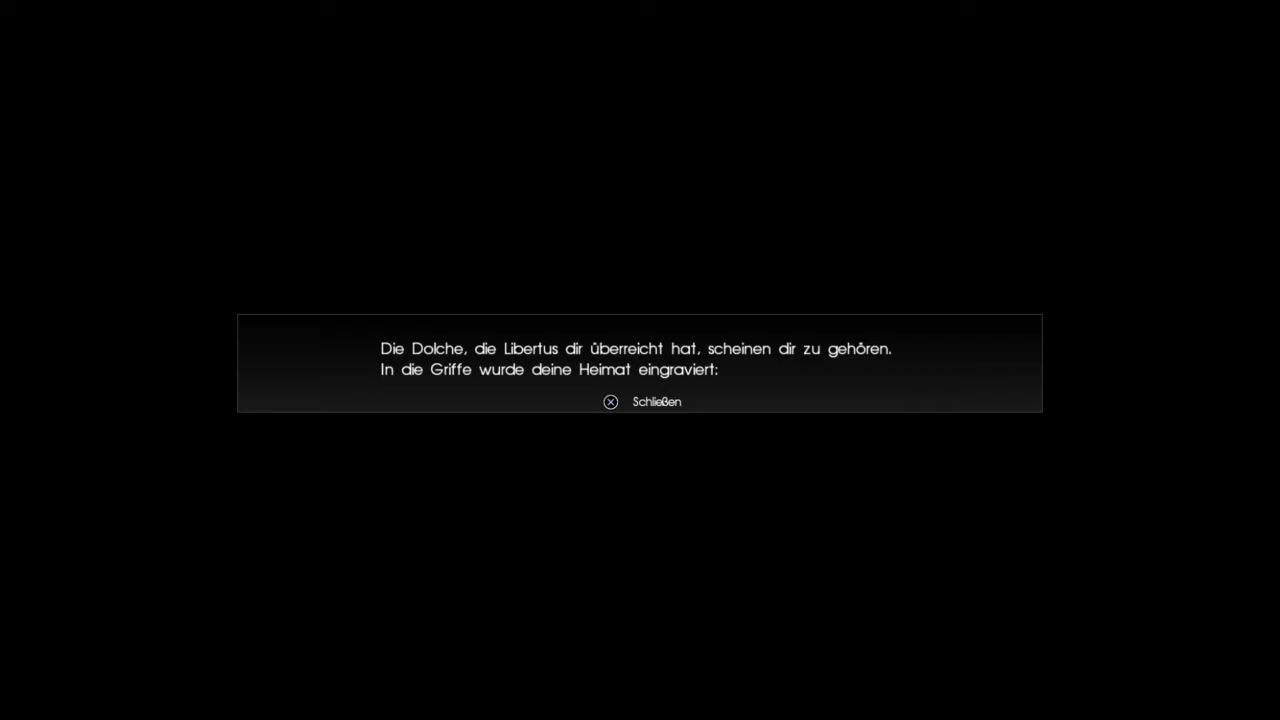 Die Dolche, die Libertus dir überreicht hat, scheinen dir zu gehören.
In die Griffe wurde deine Heimat eingraviert:
Schließen